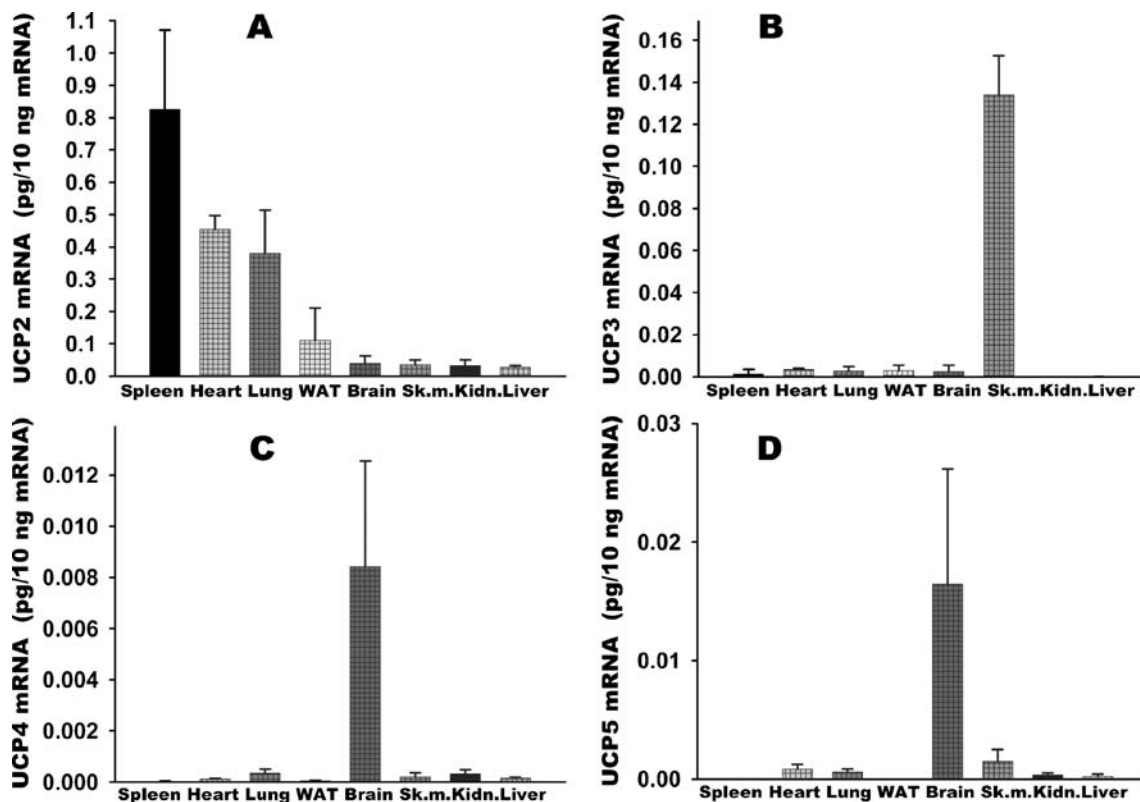 A
UCP2 mRNA (pg/10 ng mRNA)
1.1
1.0
0.9
0.8
0.7
0.6
0.5
0.4
0.3
0.2
0.1
0.0
Spleen Heart Lung WAT Brain Sk.m.Kidn.Liver
B
UCP3 mRNA (pg/10 ng mRNA)
0.16
0.14
0.12
0.10
0.08
0.06
0.04
0.02
0.00
Spleen Heart Lung WAT Brain Sk.m.Kidn.Liver
C
UCP4 mRNA (pg/10 ng mRNA)
0.012
0.010
0.008
0.006
0.004
0.002
0.000
Spleen Heart Lung WAT Brain Sk.m. Kidn.Liver
D
UCP5 mRNA (pg/10 ng mRNA)
0.03
0.02
0.01
0.00
Spleen Heart Lung WAT Brain Sk.m. Kidn.Liver